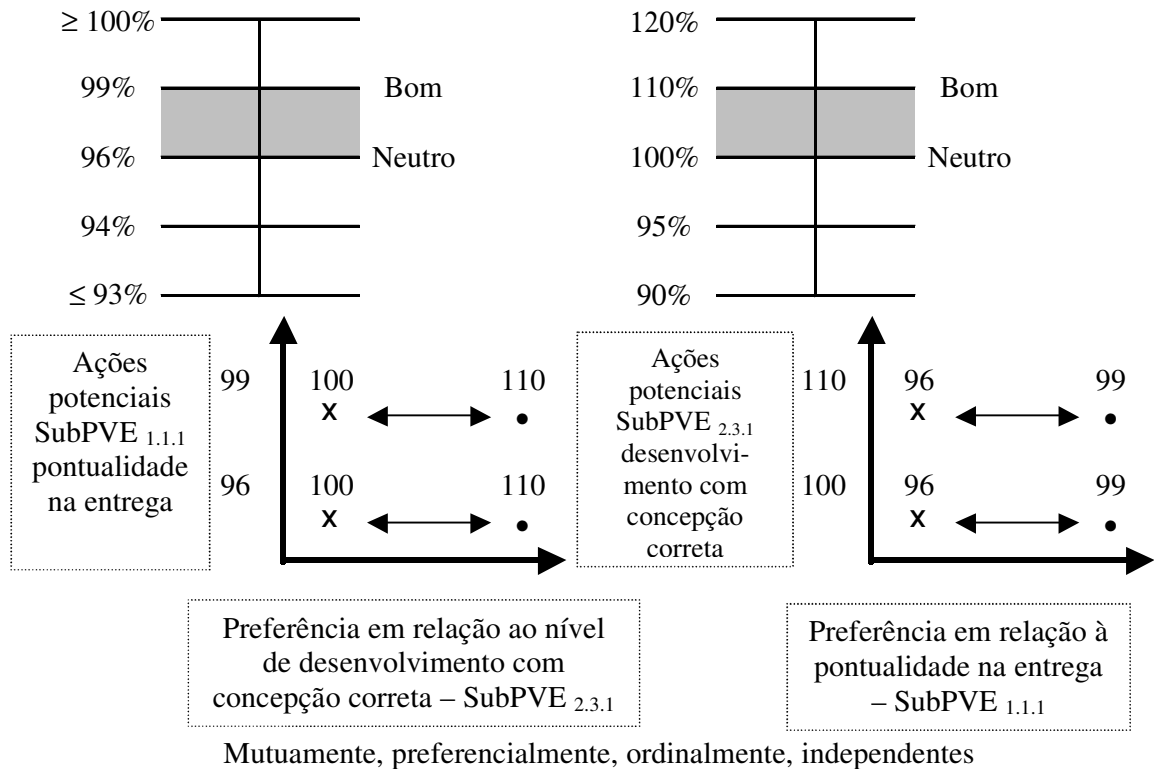 ≥ 100%
99%
Bom
96%
Neutro
94%
≤ 93%
120%
110%
Bom
100%
Neutro
95%
90%
Ações
potenciais
SubPVE 1.1.1
pontualidade
na entrega
99
100
110
x
96
100
110
x
Ações
potenciais
SubPVE 2.3.1
desenvolvi-
mento com
concepção
correta
110
96
99
x
100
96
99
x
Preferência em relação ao nível
de desenvolvimento com
concepção correta – SubPVE 2.3.1
Preferência em relação à
pontualidade na entrega
– SubPVE 1.1.1
Mutuamente, preferencialmente, ordinalmente, independentes